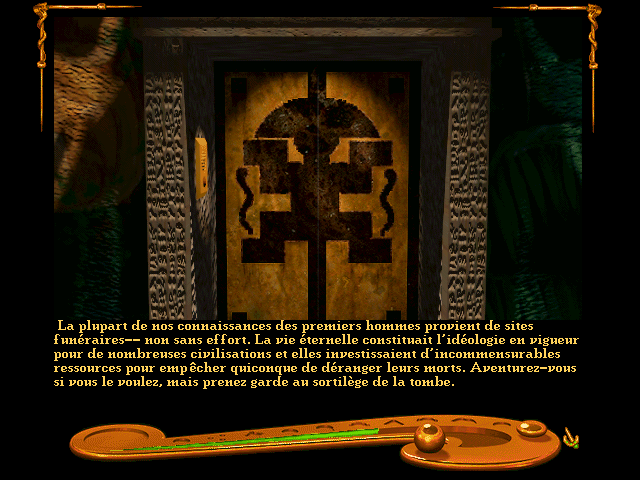 La plupart de nos connaissances des premiers hommes provient de sites
funéraires-- non sans effort. La vie éternelle constituait l'idéologie en vigueur
pour de nombreuses civilisations et elles investissaient d'incommensurables
ressources pour empêcher quiconque de déranger leurs morts. Aventurez-vous
si vous le voulez, mais prenez garde au sortilège de la tombe.